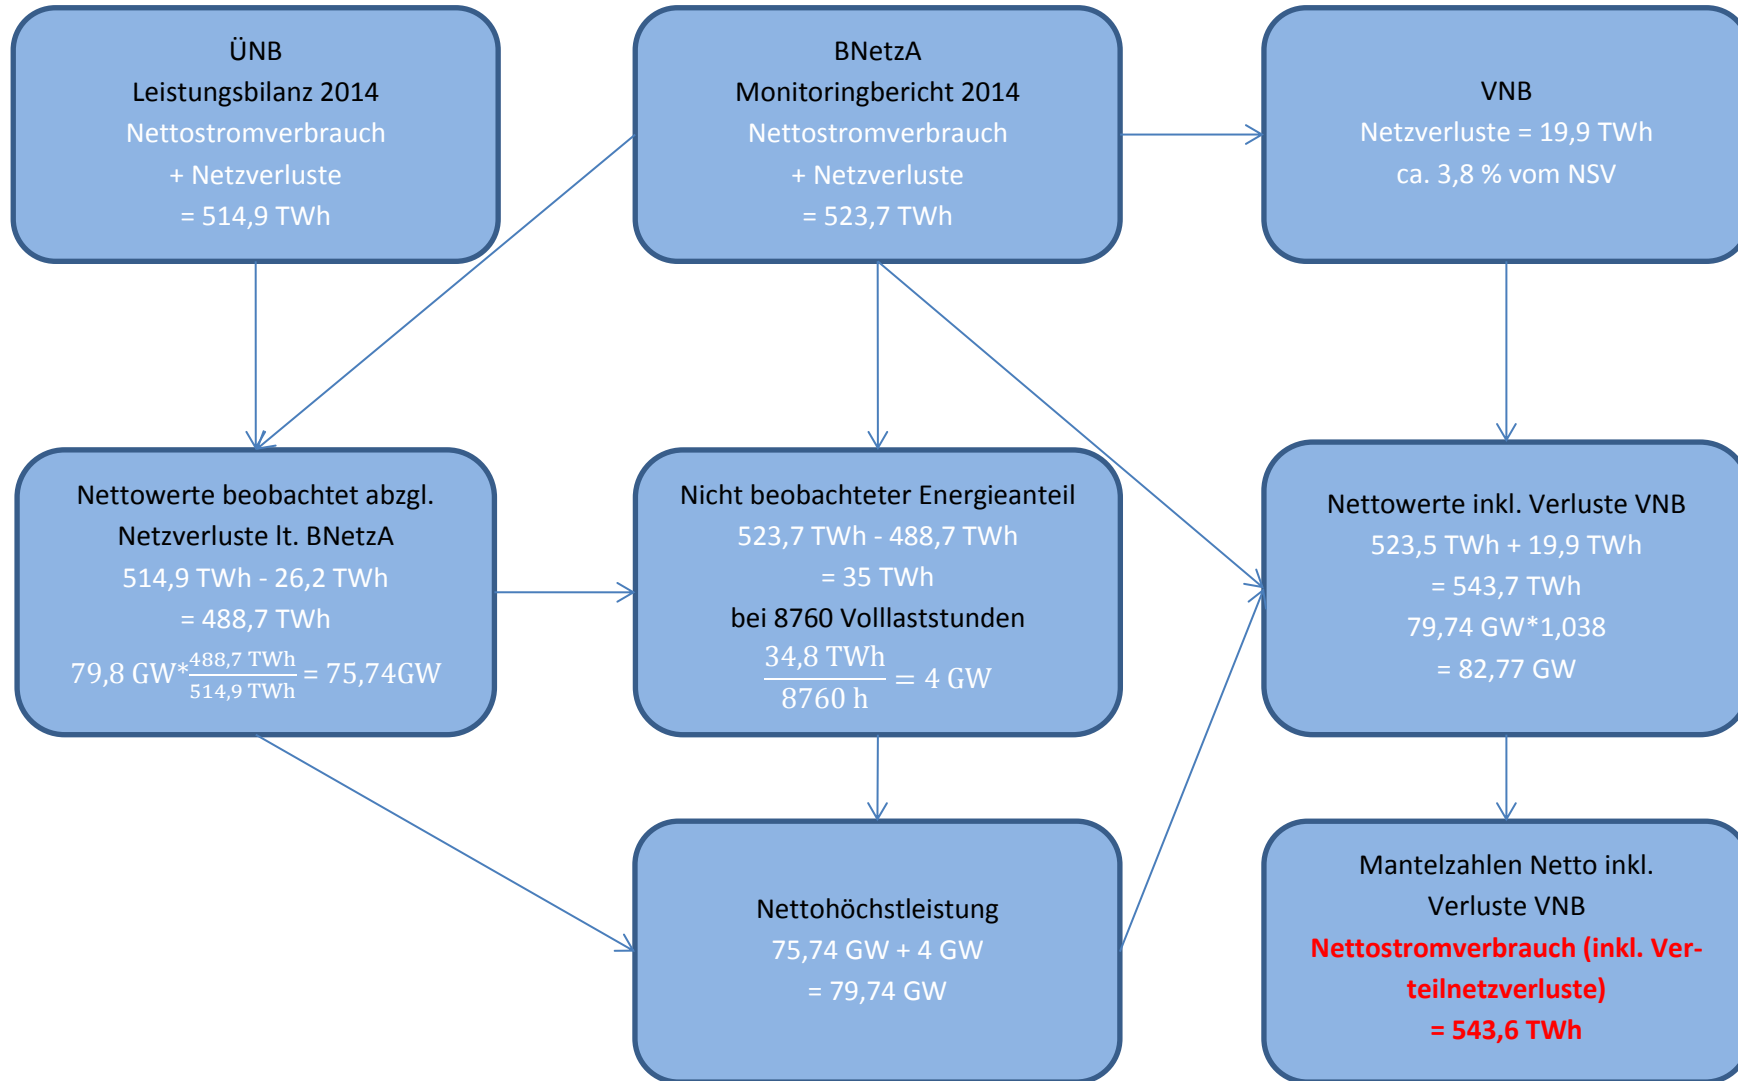 ÜNB
Leistungsbilanz 2014
Nettostromverbrauch
+ Netzverluste
= 514,9 TWh
BNetzA
Monitoringbericht 2014
Nettostromverbrauch
+ Netzverluste
= 523,7 TWh
VNB
Netzverluste = 19,9 TWh
ca. 3,8 % vom NSV
Nettowerte beobachtet abzgl.
Netzverluste lt. BNetzA
514,9 TWh - 26,2 TWh
= 488,7 TWh
79,8 GW*488,7 TWh/514,9 TWh = 75,74GW
Nicht beobachteter Energieanteil
523,7 TWh - 488,7 TWh
= 35 TWh
bei 8760 Volllaststunden
34,8 TWh/8760 h = 4 GW
Nettowerte inkl. Verluste VNB
523,5 TWh + 19,9 TWh
= 543,7 TWh
79,74 GW*1,038
= 82,77 GW
Nettohöchstleistung
75,74 GW + 4 GW
= 79,74 GW
Mantelzahlen Netto inkl.
Verluste VNB
Nettostromverbrauch (inkl. Ver-
teilnetzverluste)
= 543,6 TWh